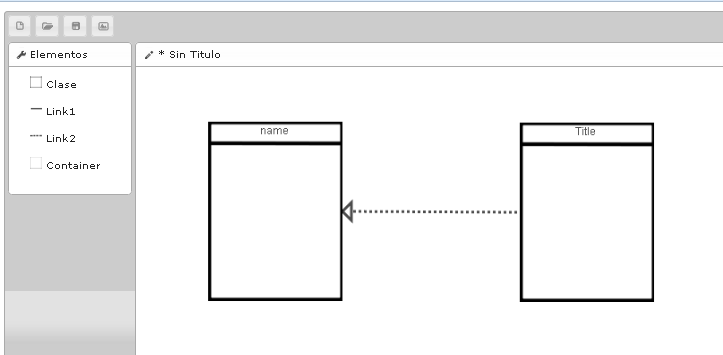 Elementos
* Sin Titulo
Clase
Link1
Link2
Container
name
Title